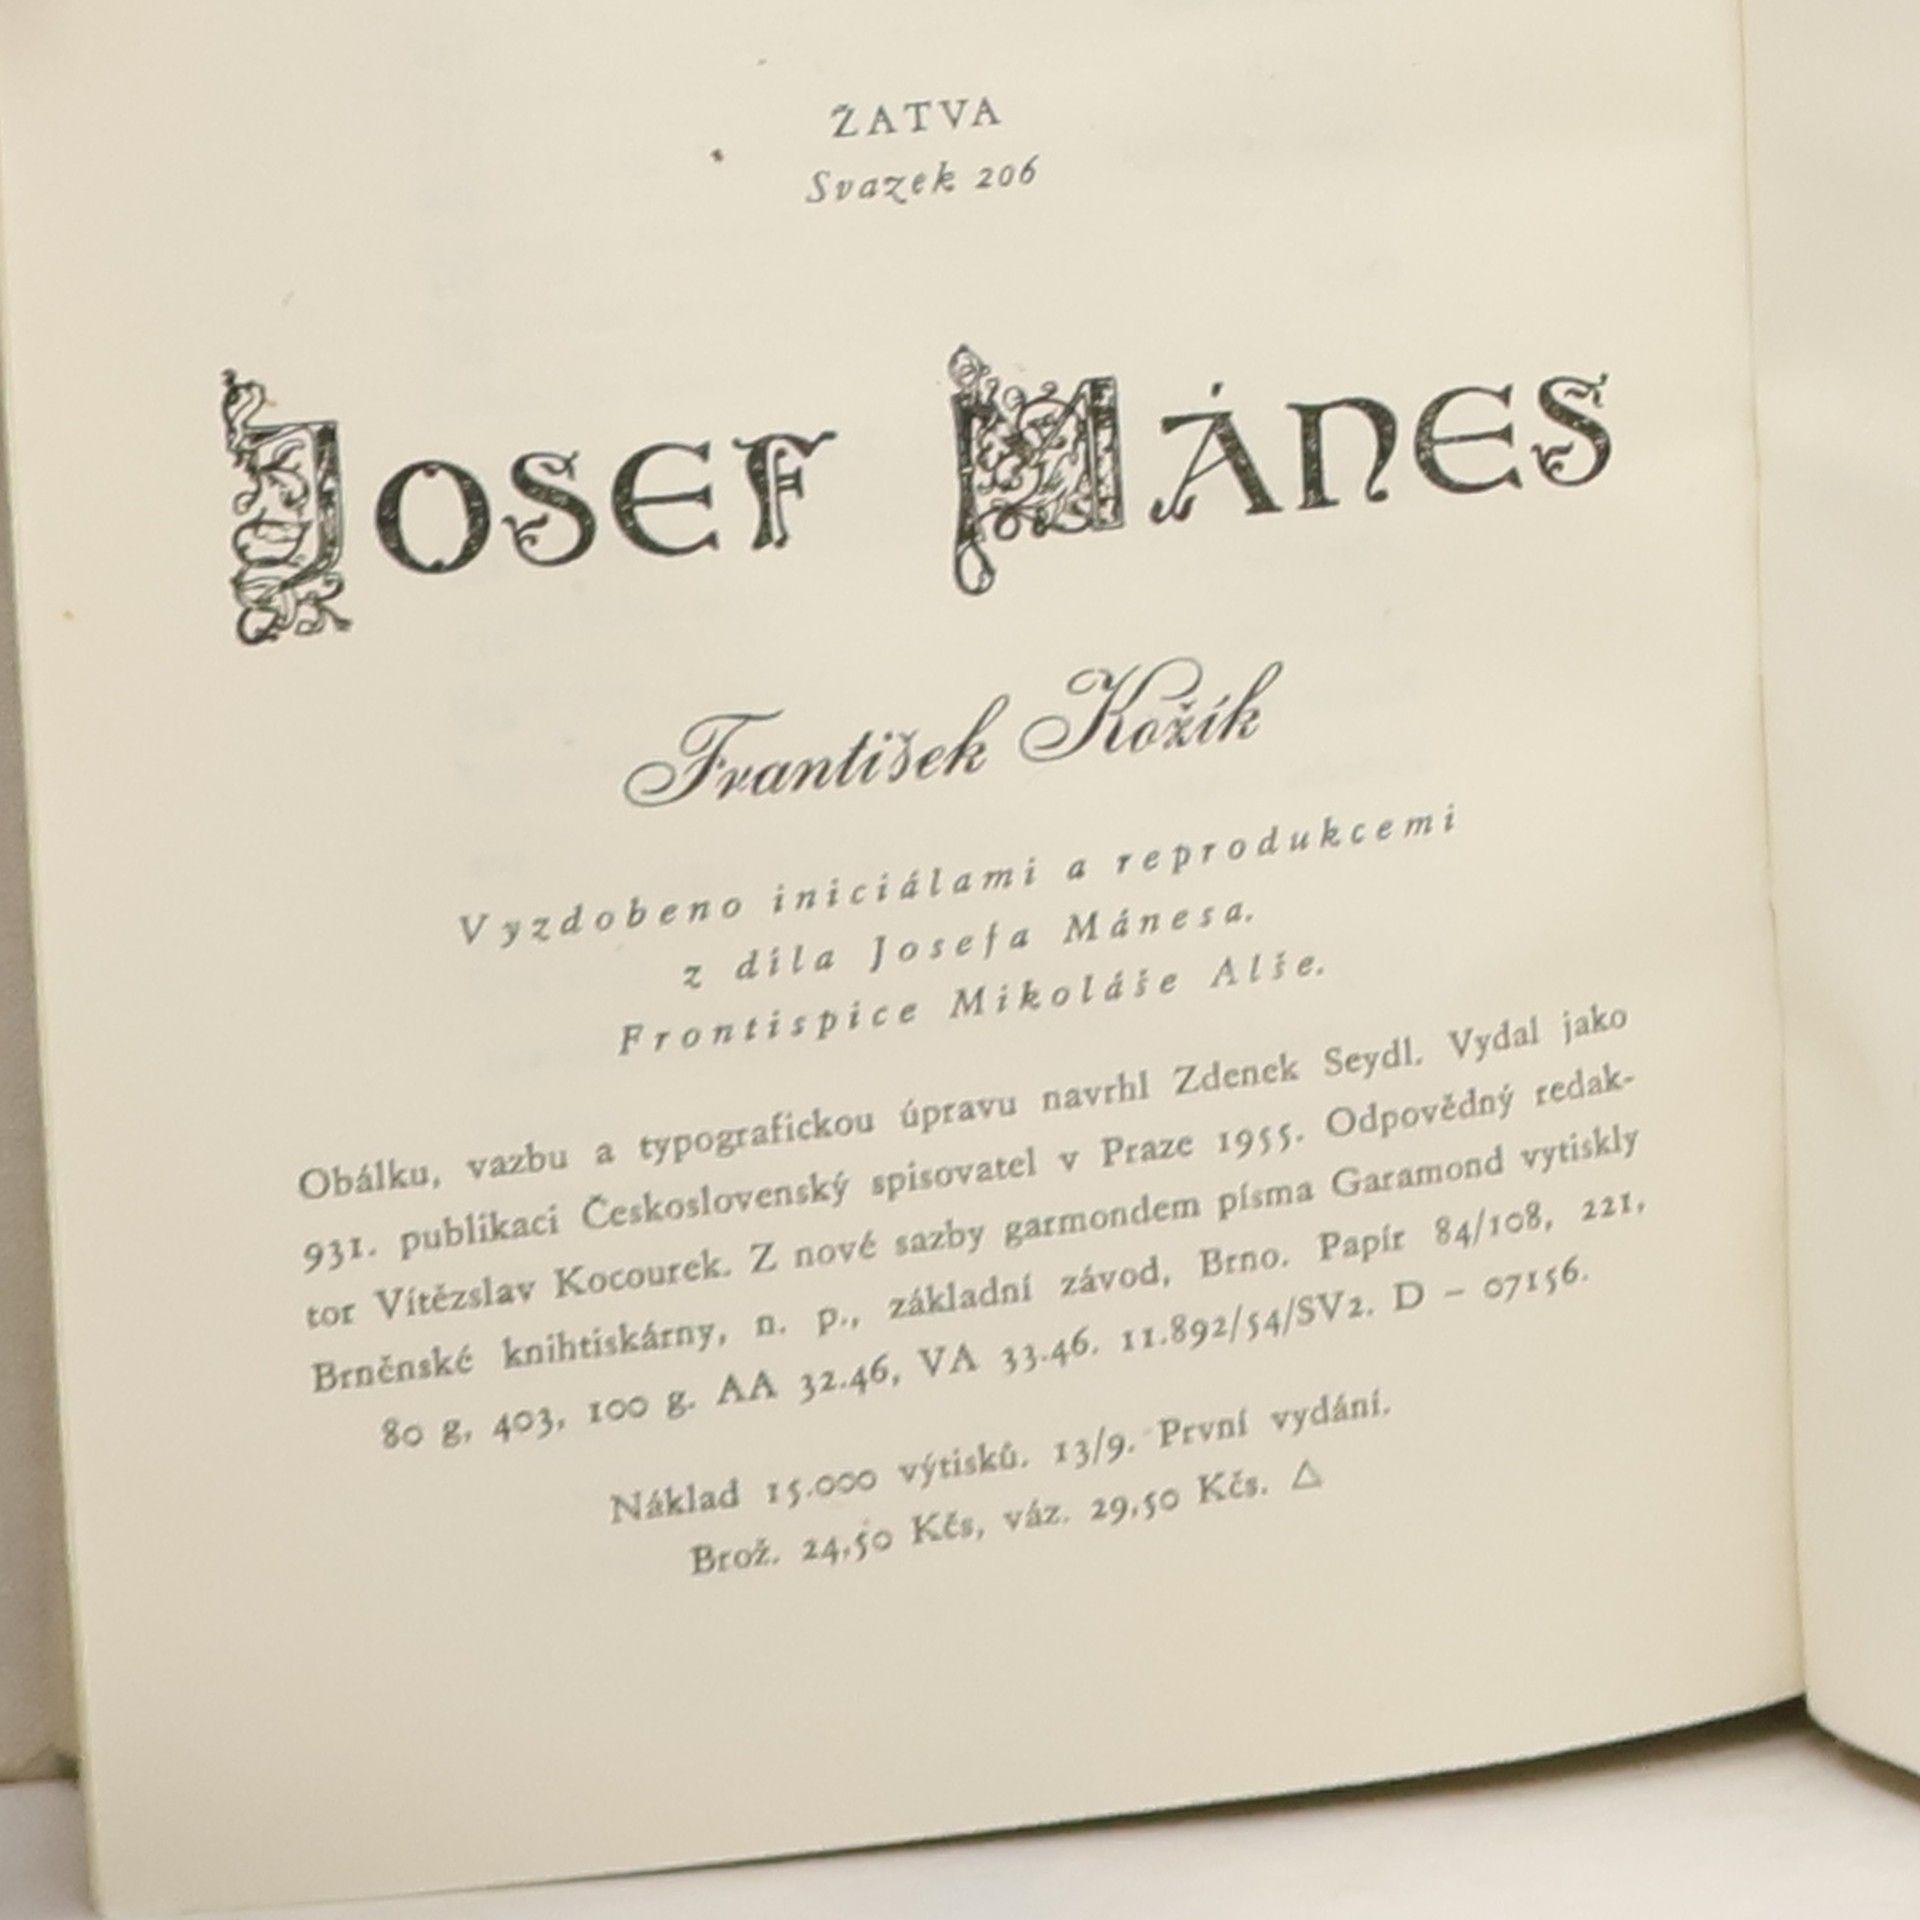 ŽATVA
Svazek 206
JOSEF MÁNES
František Kožík
Vyzdobeno iniciálami a reprodukcemi
z díla Josefa Mánesa.
Frontispice Mikoláše Alše.
Obálku, vazbu a typografickou úpravu navrhl Zdenek Seydl. Vydal jako
931. publikaci Československý spisovatel v Praze 1955. Odpovědný redak-
tor Vítězslav Kocourek. Z nové sazby garmondem písma Garamond vytiskly
Brněnské knihtiskárny, n. p., základní závod, Brno. Papír 84/108, 221,
80 g, 403, 100 g. AA 32.46, VA 33.46. 11.892/54/SV2. D – 07156.
Náklad 15.000 výtisků. 13/9. První vydání.
Brož. 24,50 Kčs, váz. 29,50 Kčs. △